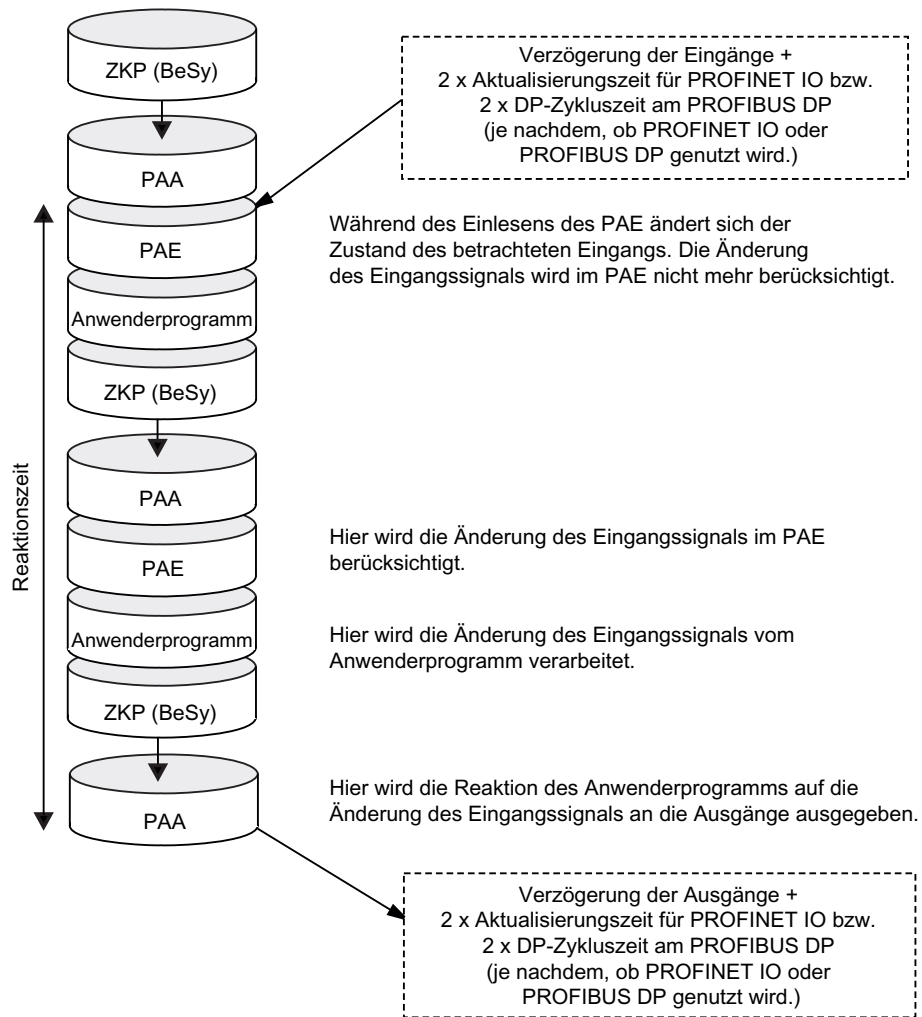 ZKP (BeSy)
Verzögerung der Eingänge +
2 x Aktualisierungszeit für PROFINET IO bzw.
2 x DP-Zykluszeit am PROFIBUS DP
(je nachdem, ob PROFINET IO oder
PROFIBUS DP genutzt wird.)
PAA
PAE
Während des Einlesens des PAE ändert sich der
Zustand des betrachteten Eingangs. Die Änderung
des Eingangssignals wird im PAE nicht mehr berücksichtigt.
Anwenderprogramm
ZKP (BeSy)
Reaktionszeit
PAA
PAE
Hier wird die Änderung des Eingangssignals im PAE
berücksichtigt.
Anwenderprogramm
Hier wird die Änderung des Eingangssignals vom
Anwenderprogramm verarbeitet.
ZKP (BeSy)
PAA
Hier wird die Reaktion des Anwenderprogramms auf die
Änderung des Eingangssignals an die Ausgänge ausgegeben.
Verzögerung der Ausgänge +
2 x Aktualisierungszeit für PROFINET IO bzw.
2 x DP-Zykluszeit am PROFIBUS DP
(je nachdem, ob PROFINET IO oder
PROFIBUS DP genutzt wird.)